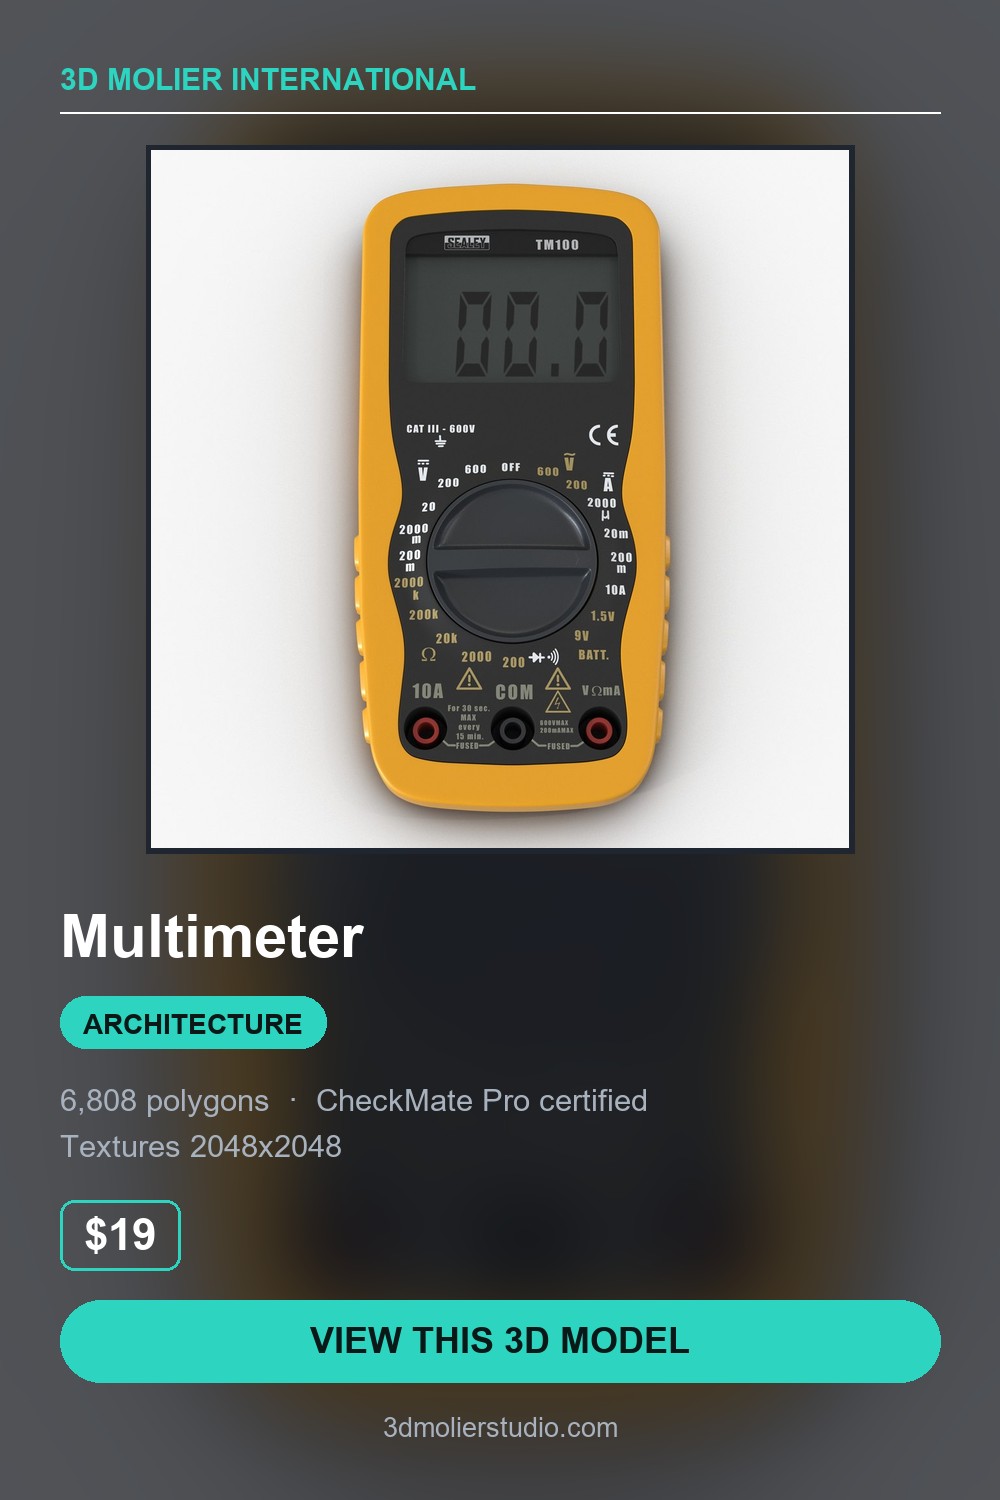 3D MOLIER INTERNATIONAL
SEALEY TM100
00.0
CAT III - 600V
CE
V 600 OFF 600 V
200 200 A
20 2000
µ
2000
m 20m
200
m 200
m
2000
k 10A
200k 1.5V
20k 9V
Ω 2000 200 BATT.
10A COM VΩmA
For 30 sec.
MAX
every
15 min.
FUSED
600VMAX
200mAMAX
FUSED
Multimeter
ARCHITECTURE
6,808 polygons · CheckMate Pro certified
Textures 2048x2048
$19
VIEW THIS 3D MODEL
3dmolierstudio.com